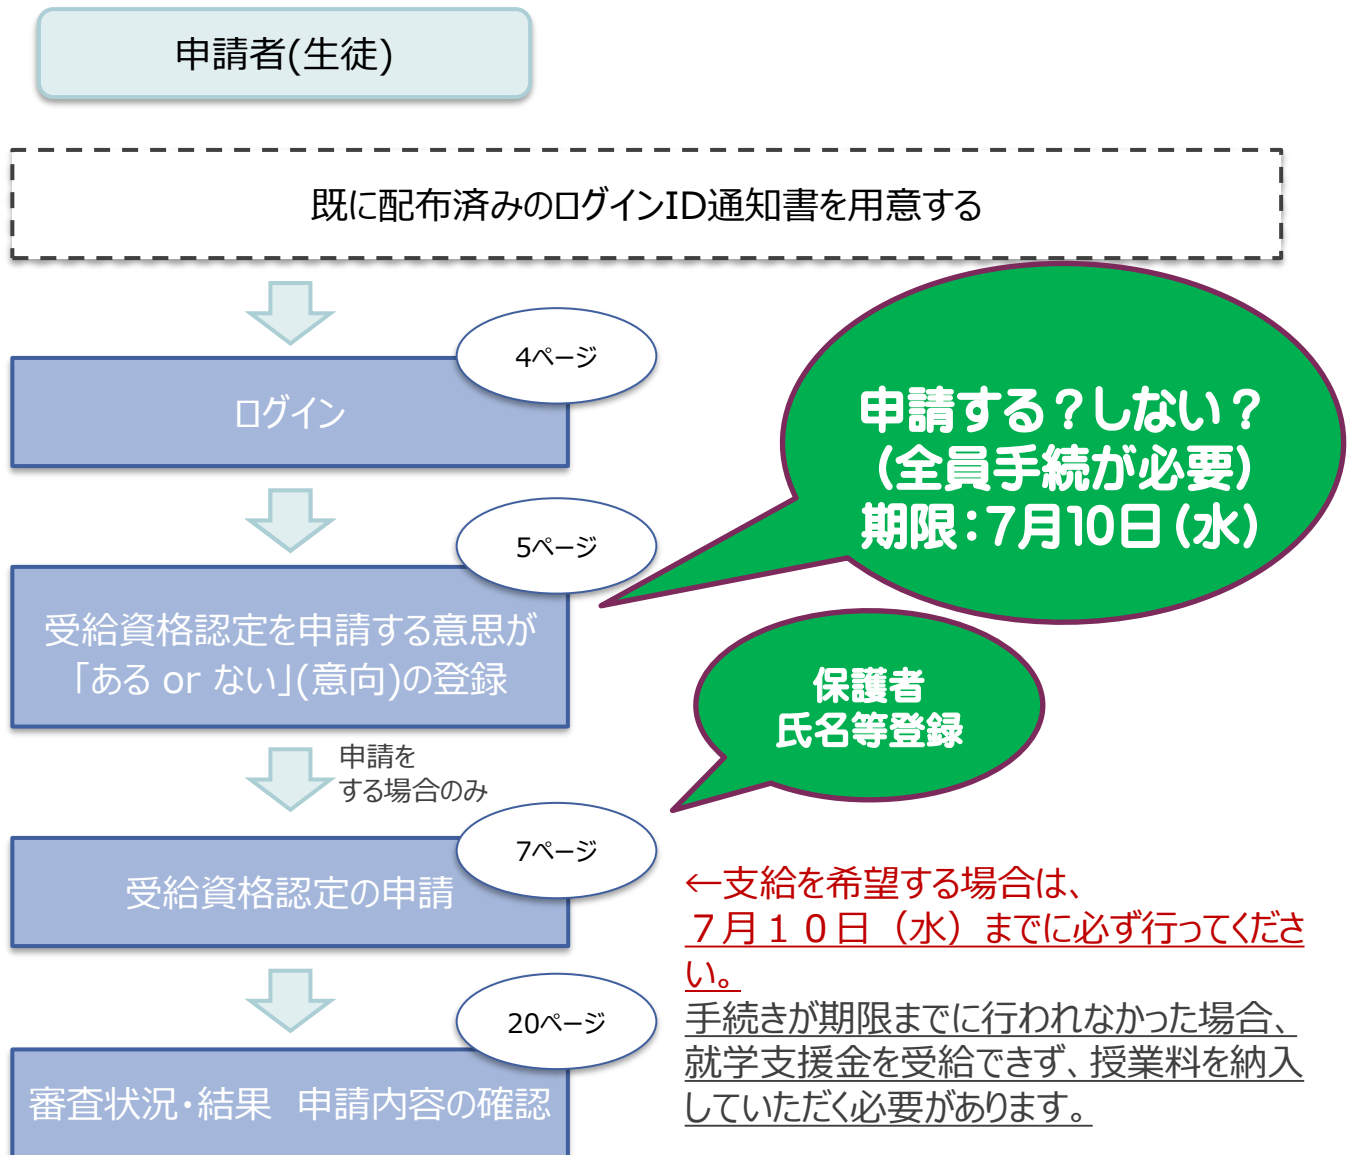 申請者(生徒)
既に配布済みのログインID通知書を用意する
4ページ
ログイン
申請する？しない？
（全員手続が必要）
期限：7月10日（水）
5ページ
受給資格認定を申請する意思が
「ある or ない」(意向)の登録
保護者
氏名等登録
申請を
する場合のみ
7ページ
受給資格認定の申請
←支給を希望する場合は、
７月１０日（水）までに必ず行ってくださ
い。
手続きが期限までに行われなかった場合、
就学支援金を受給できず、授業料を納入
していただく必要があります。
20ページ
審査状況・結果　申請内容の確認